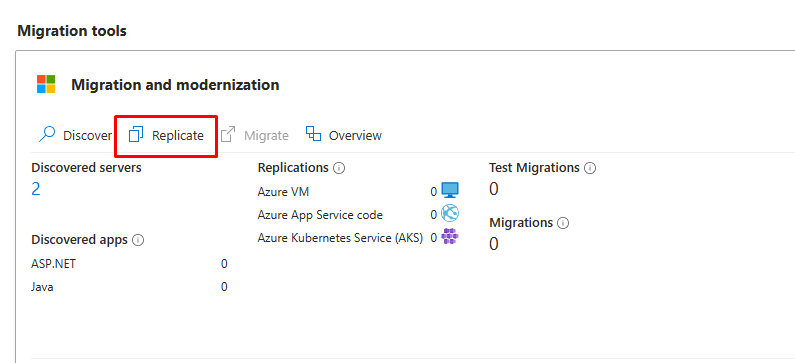 Migration tools
Migration and modernization
Discover Replicate Migrate Overview
Discovered servers
2
Discovered apps
ASP.NET 0
Java 0
Replications
Azure VM 0
Azure App Service code 0
Azure Kubernetes Service (AKS) 0
Test Migrations
0
Migrations
0